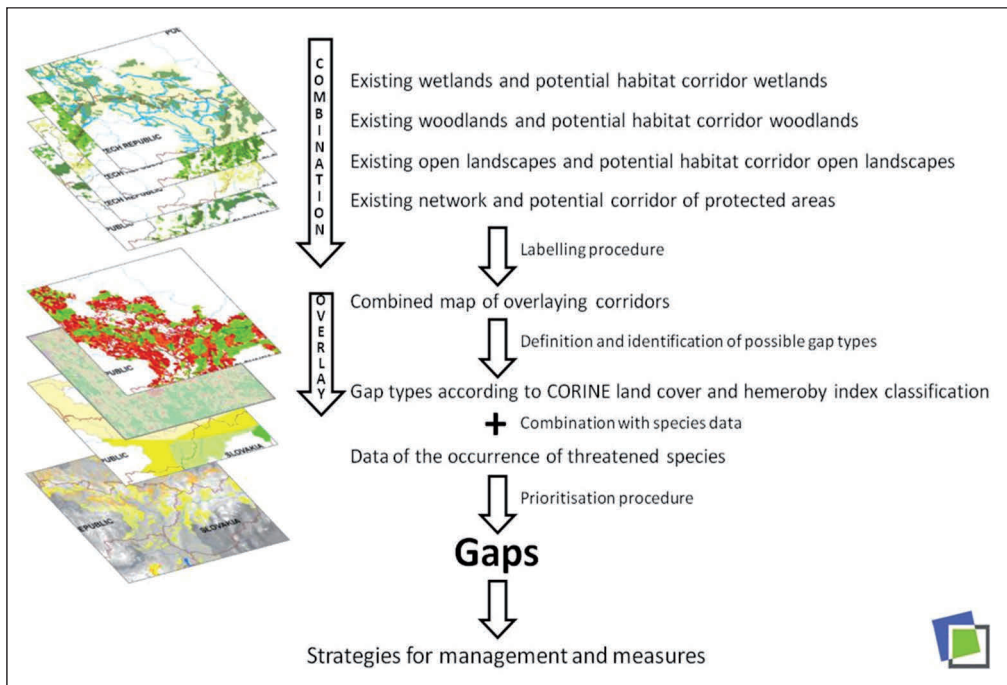 COMBINATION
Existing wetlands and potential habitat corridor wetlands
Existing woodlands and potential habitat corridor woodlands
Existing open landscapes and potential habitat corridor open landscapes
Existing network and potential corridor of protected areas
Labelling procedure
OVERLAY
Combined map of overlaying corridors
Definition and identification of possible gap types
Gap types according to CORINE land cover and hemeroby index classification
+ Combination with species data
Data of the occurrence of threatened species
Prioritisation procedure
Gaps
Strategies for management and measures
ECH REPUBLIC
PUBLIC
PUBLIC
PUBLIC
SLOVAKIA
EPUBLIC
SLOVAKIA